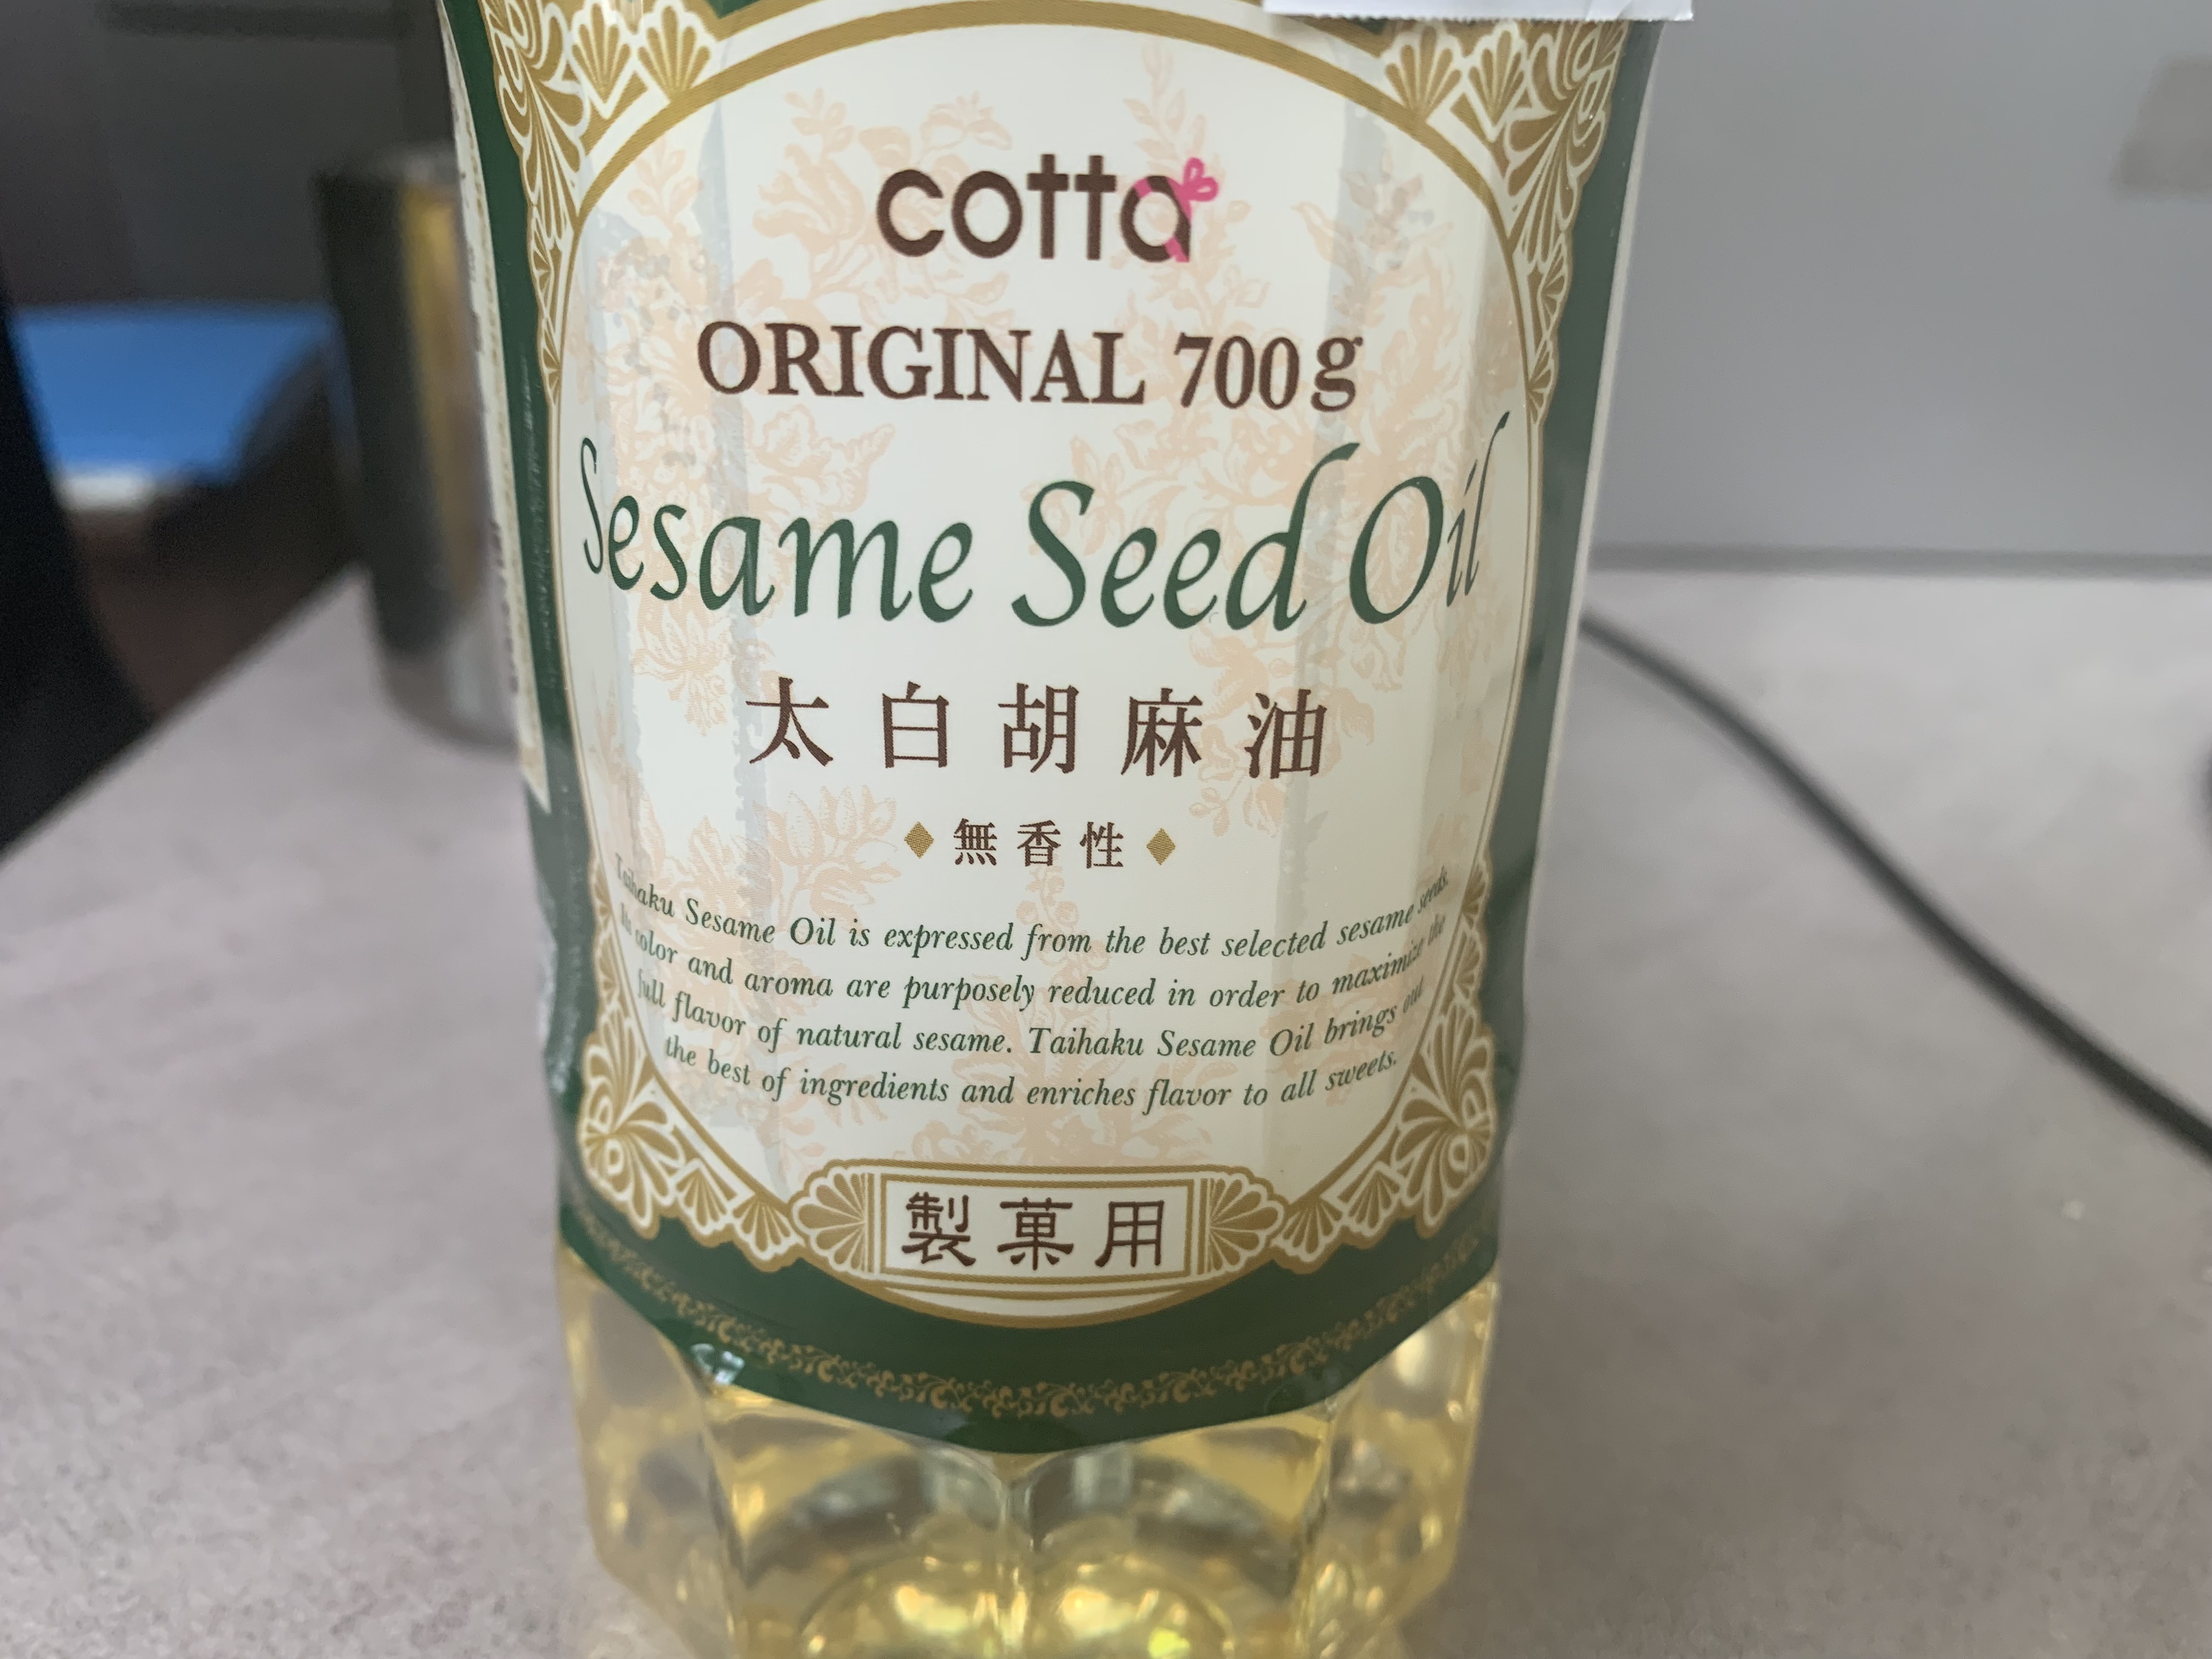 cotta
ORIGINAL 700g
Sesame Seed Oil
太白胡麻油
無香性
Taihaku Sesame Oil is expressed from the best selected sesame seeds.
Its color and aroma are purposely reduced in order to maximize the
full flavor of natural sesame. Taihaku Sesame Oil brings out
the best of ingredients and enriches flavor to all sweets.
製菓用